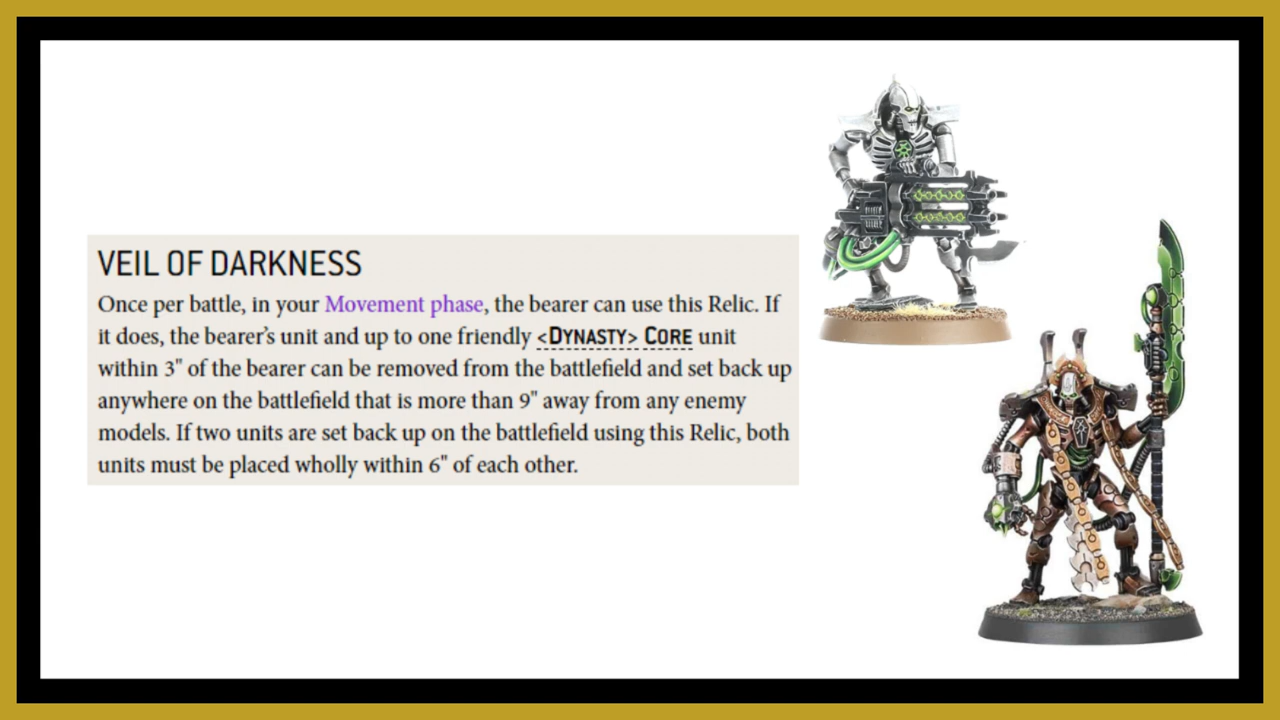 VEIL OF DARKNESS
Once per battle, in your Movement phase, the bearer can use this Relic. If
it does, the bearer's unit and up to one friendly <DYNASTY> CORE unit
within 3" of the bearer can be removed from the battlefield and set back up
anywhere on the battlefield that is more than 9" away from any enemy
models. If two units are set back up on the battlefield using this Relic, both
units must be placed wholly within 6" of each other.